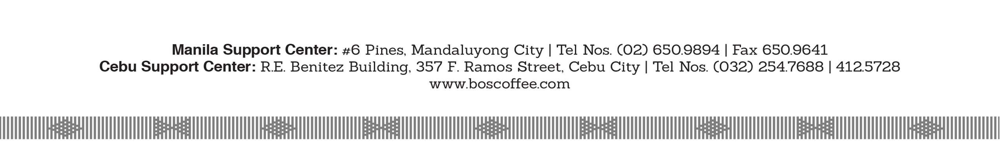 Manila Support Center: #6 Pines, Mandaluyong City | Tel Nos. (02) 650.9894 | Fax 650.9641
Cebu Support Center: R.E. Benitez Building, 357 F. Ramos Street, Cebu City | Tel Nos. (032) 254.7688 | 412.5728
www.boscoffee.com